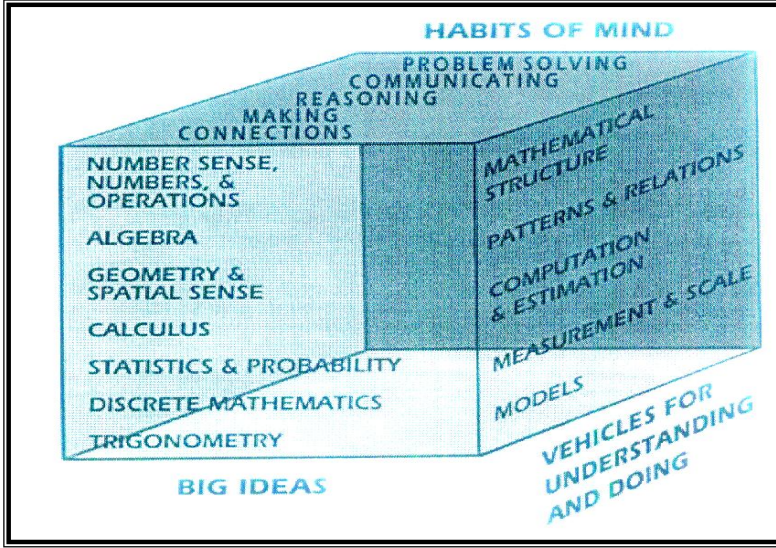 HABITS OF MIND
PROBLEM SOLVING
COMMUNICATING
REASONING
MAKING
CONNECTIONS
NUMBER SENSE,
NUMBERS, &
OPERATIONS
ALGEBRA
GEOMETRY &
SPATIAL SENSE
CALCULUS
STATISTICS & PROBABILITY
DISCRETE MATHEMATICS
TRIGONOMETRY
MATHEMATICAL
STRUCTURE
PATTERNS & RELATIONS
COMPUTATION
& ESTIMATION
MEASUREMENT & SCALE
MODELS
BIG IDEAS
VEHICLES FOR
UNDERSTANDING
AND DOING